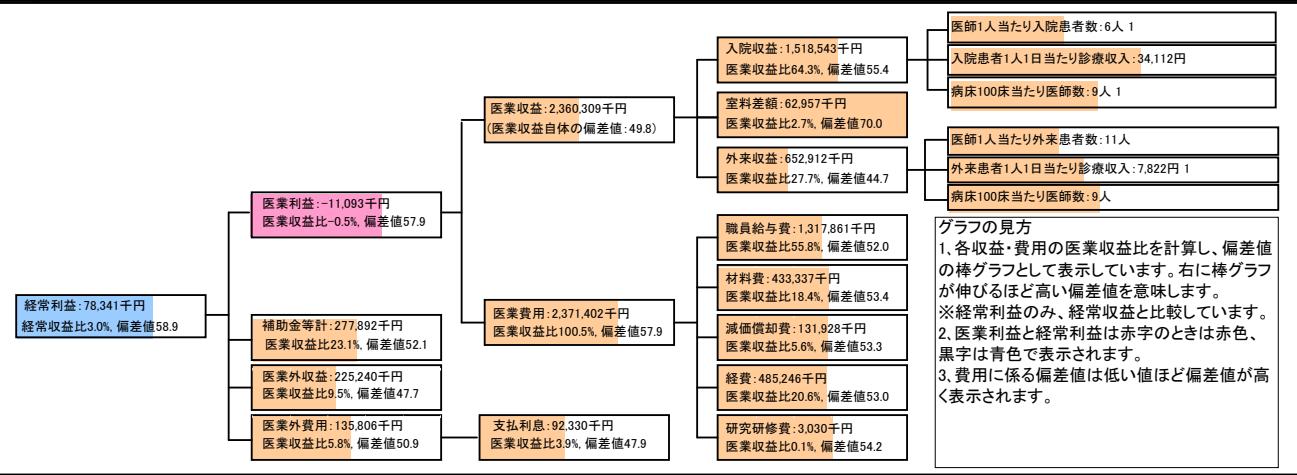 経常利益:78,341千円
経常収比3.0%, 偏差値58.9
医業利益:-11,093千円
医業収益比-0.5%, 偏差値57.9
補助金等計:277,892千円
医業収益比23.1%, 偏差値52.1
医業外収益:225,240千円
医業収益比9.5%, 偏差値47.7
医業外費用:135,806千円
医業収益比5.8%, 偏差値50.9
医業収益:2,360,309千円
(医業収益自体の偏差値:49.8)
医業費用:2,371,402千円
医業収益比100.5%, 偏差値57.9
支払利息:92,330千円
医業収益比3.9%, 偏差値47.9
入院収益:1,518,543千円
医業収益比64.3%, 偏差値55.4
室料差額:62,957千円
医業収益比2.7%, 偏差値70.0
外来収益:652,912千円
医業収益比27.7%, 偏差値44.7
職員給与費:1,317,861千円
医業収益比55.8%, 偏差値52.0
材料費:433,337千円
医業収益比18.4%, 偏差値53.4
減価償却費:131,928千円
医業収益比5.6%, 偏差値53.3
経費:485,246千円
医業収益比20.6%, 偏差値53.0
研究研修費:3,030千円
医業収益比0.1%, 偏差値54.2
医師1人当たり入院患者数:6人 1
入院患者1人1日当たり診療収入:34,112円
病床100床当たり医師数:9人 1
医師1人当たり外来患者数:11人
外来患者1人1日当たり診療収入:7,822円 1
病床100床当たり医師数:9人
グラフの見方
1、各収益・費用の医業収益比を計算し、偏差値
の棒グラフとして表示しています。右に棒グラフ
が伸びるほど高い偏差値を意味します。
※経常利益のみ、経常収益と比較しています。
2、医業利益と経常利益は赤字のときは赤色、
黒字は青色で表示されます。
3、費用に係る偏差値は低い値ほど偏差値が高
く表示されます。